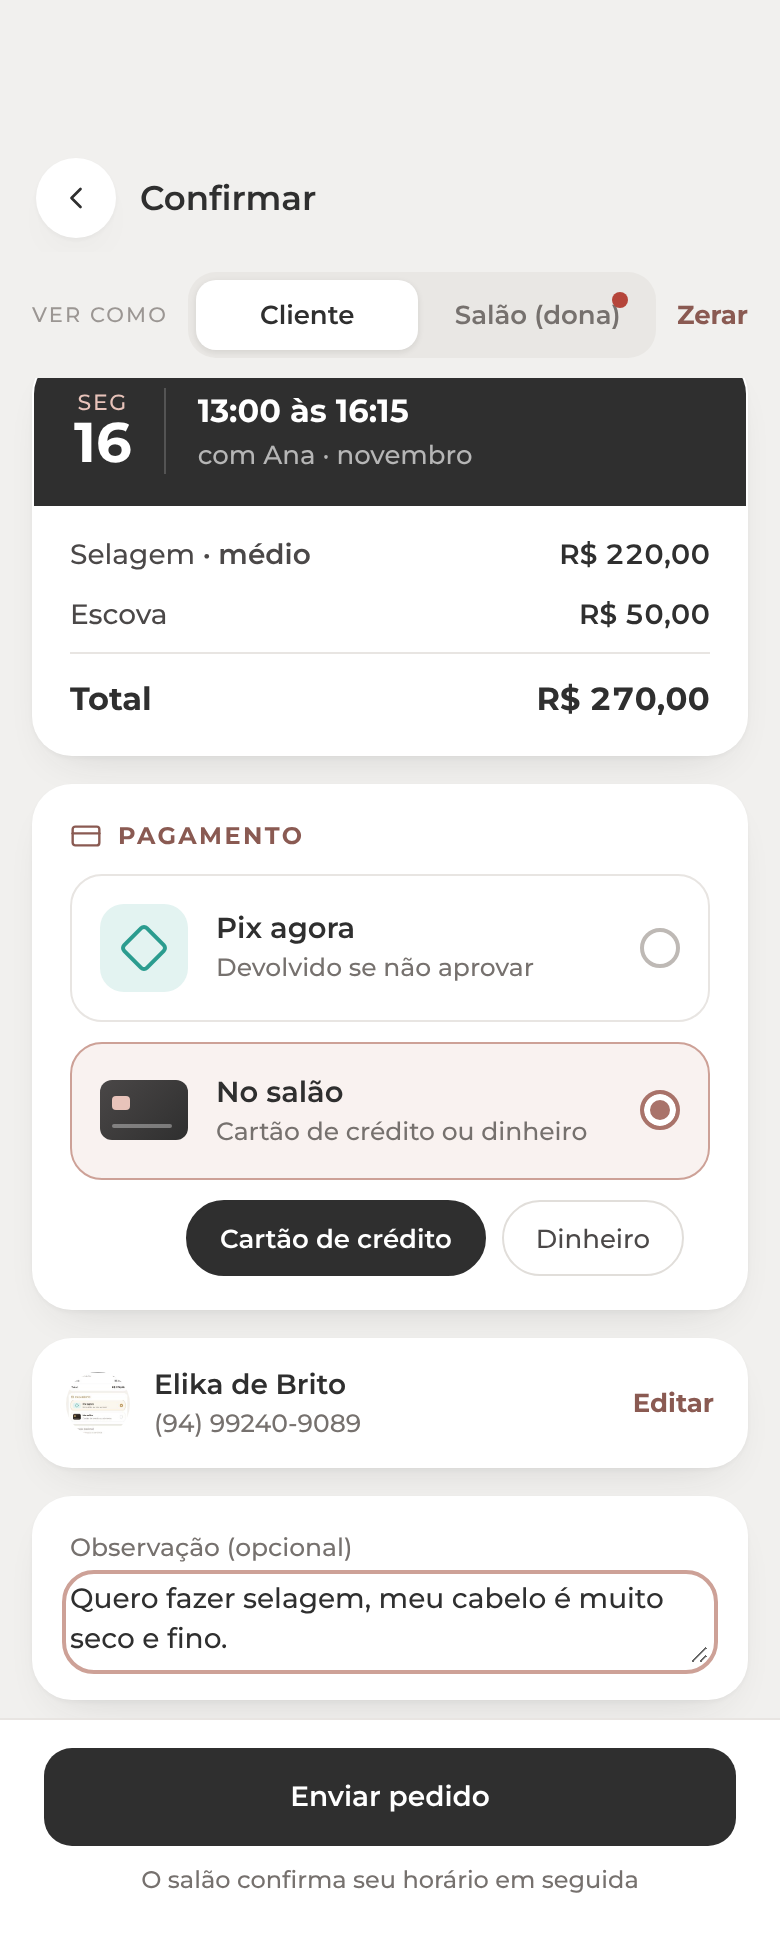 Confirmar
VER COMO
Cliente
Salão (dona)
Zerar
SEG
16
13:00 às 16:15
com Ana · novembro
Selagem · médio R$ 220,00
Escova R$ 50,00
Total R$ 270,00
PAGAMENTO
Pix agora
Devolvido se não aprovar
No salão
Cartão de crédito ou dinheiro
Cartão de crédito
Dinheiro
Elika de Brito
(94) 99240-9089
Editar
Observação (opcional)
Quero fazer selagem, meu cabelo é muito
seco e fino.
Enviar pedido
O salão confirma seu horário em seguida